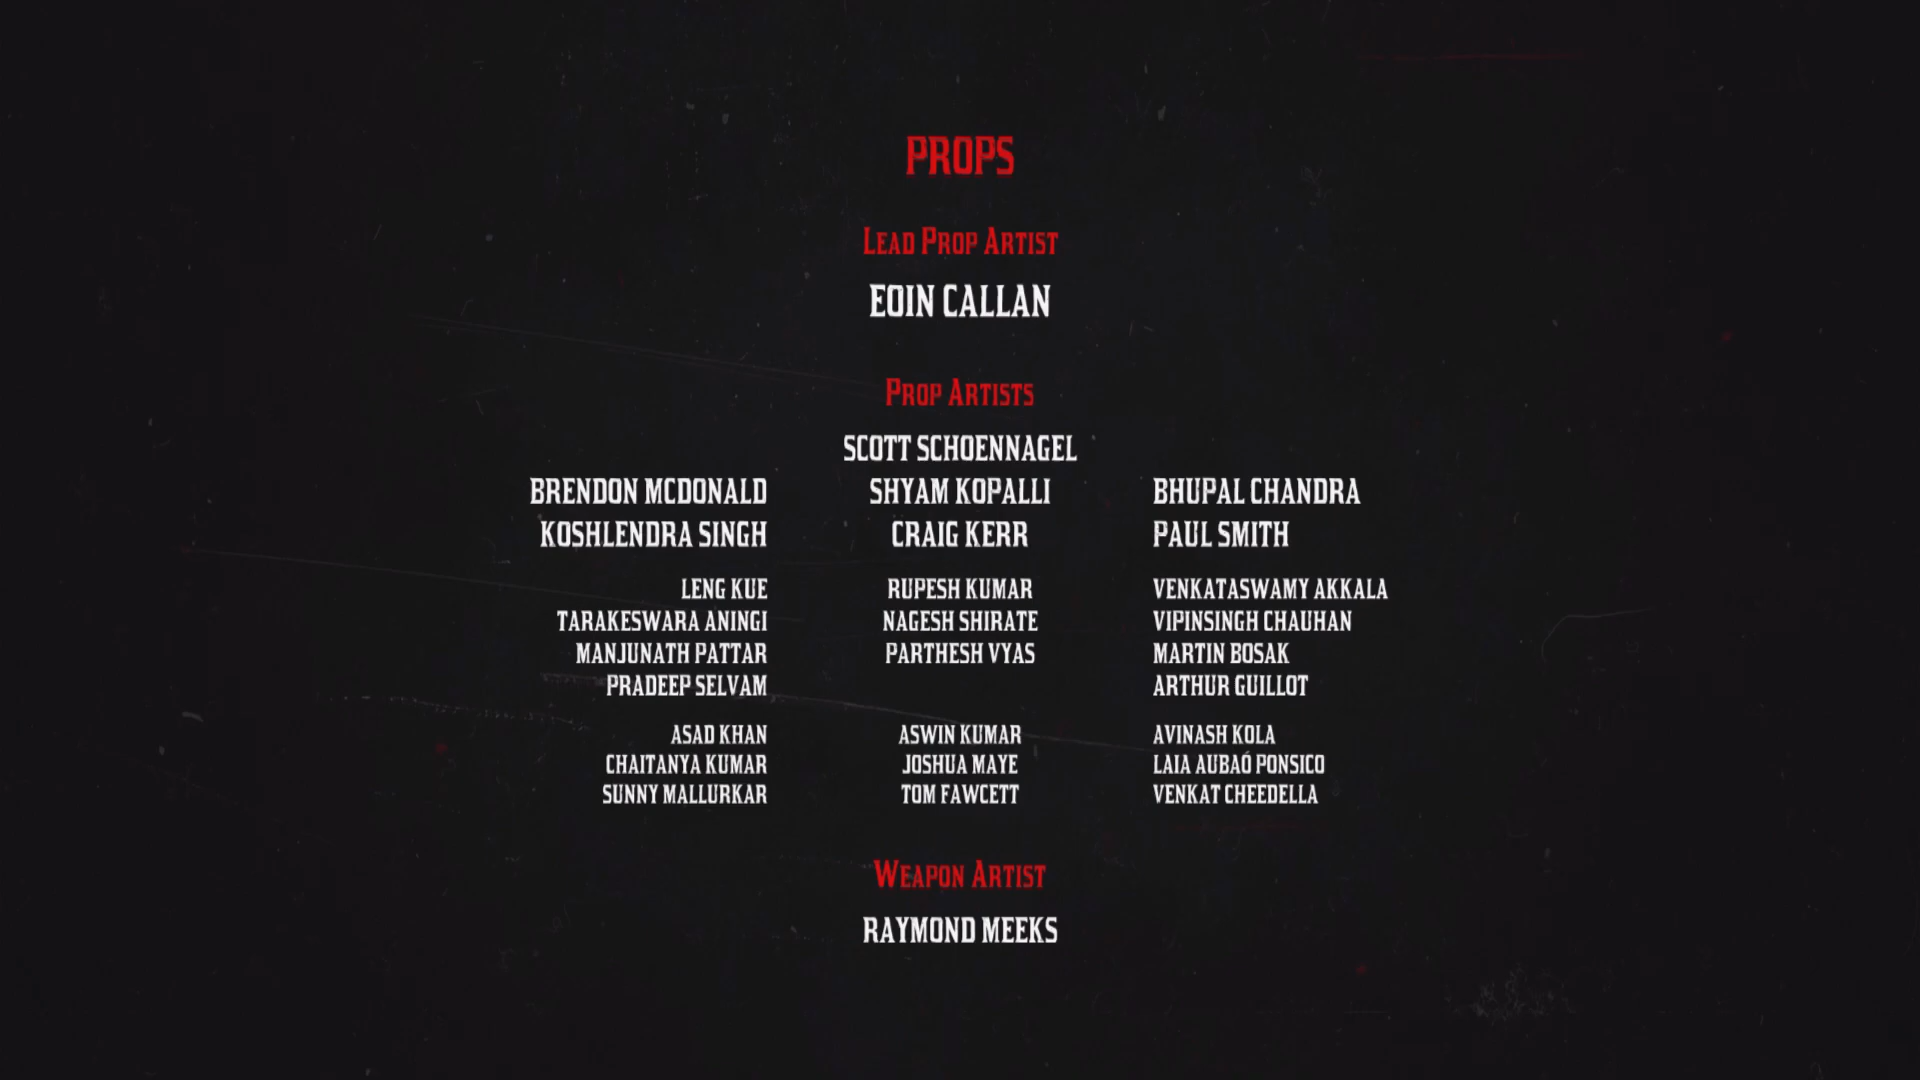 PROPS
LEAD PROP ARTIST
EOIN CALLAN
PROP ARTISTS
SCOTT SCHOENNAGEL
BRENDON MCDONALD SHYAM KOPALLI BHUPAL CHANDRA
KOSHLENDRA SINGH CRAIG KERR PAUL SMITH
LENG KUE RUPESH KUMAR VENKATASWAMY AKKALA
TARAKESWARA ANINGI NAGESH SHIRATE VIPINSINGH CHAUHAN
MANJUNATH PATTAR PARTHESH VYAS MARTIN BOSAK
PRADEEP SELVAM ARTHUR GUILLOT
ASAD KHAN ASWIN KUMAR AVINASH KOLA
CHAITANYA KUMAR JOSHUA MAYE LAIA AUBAÓ PONSICO
SUNNY MALLURKAR TOM FAWCETT VENKAT CHEEDELLA
WEAPON ARTIST
RAYMOND MEEKS